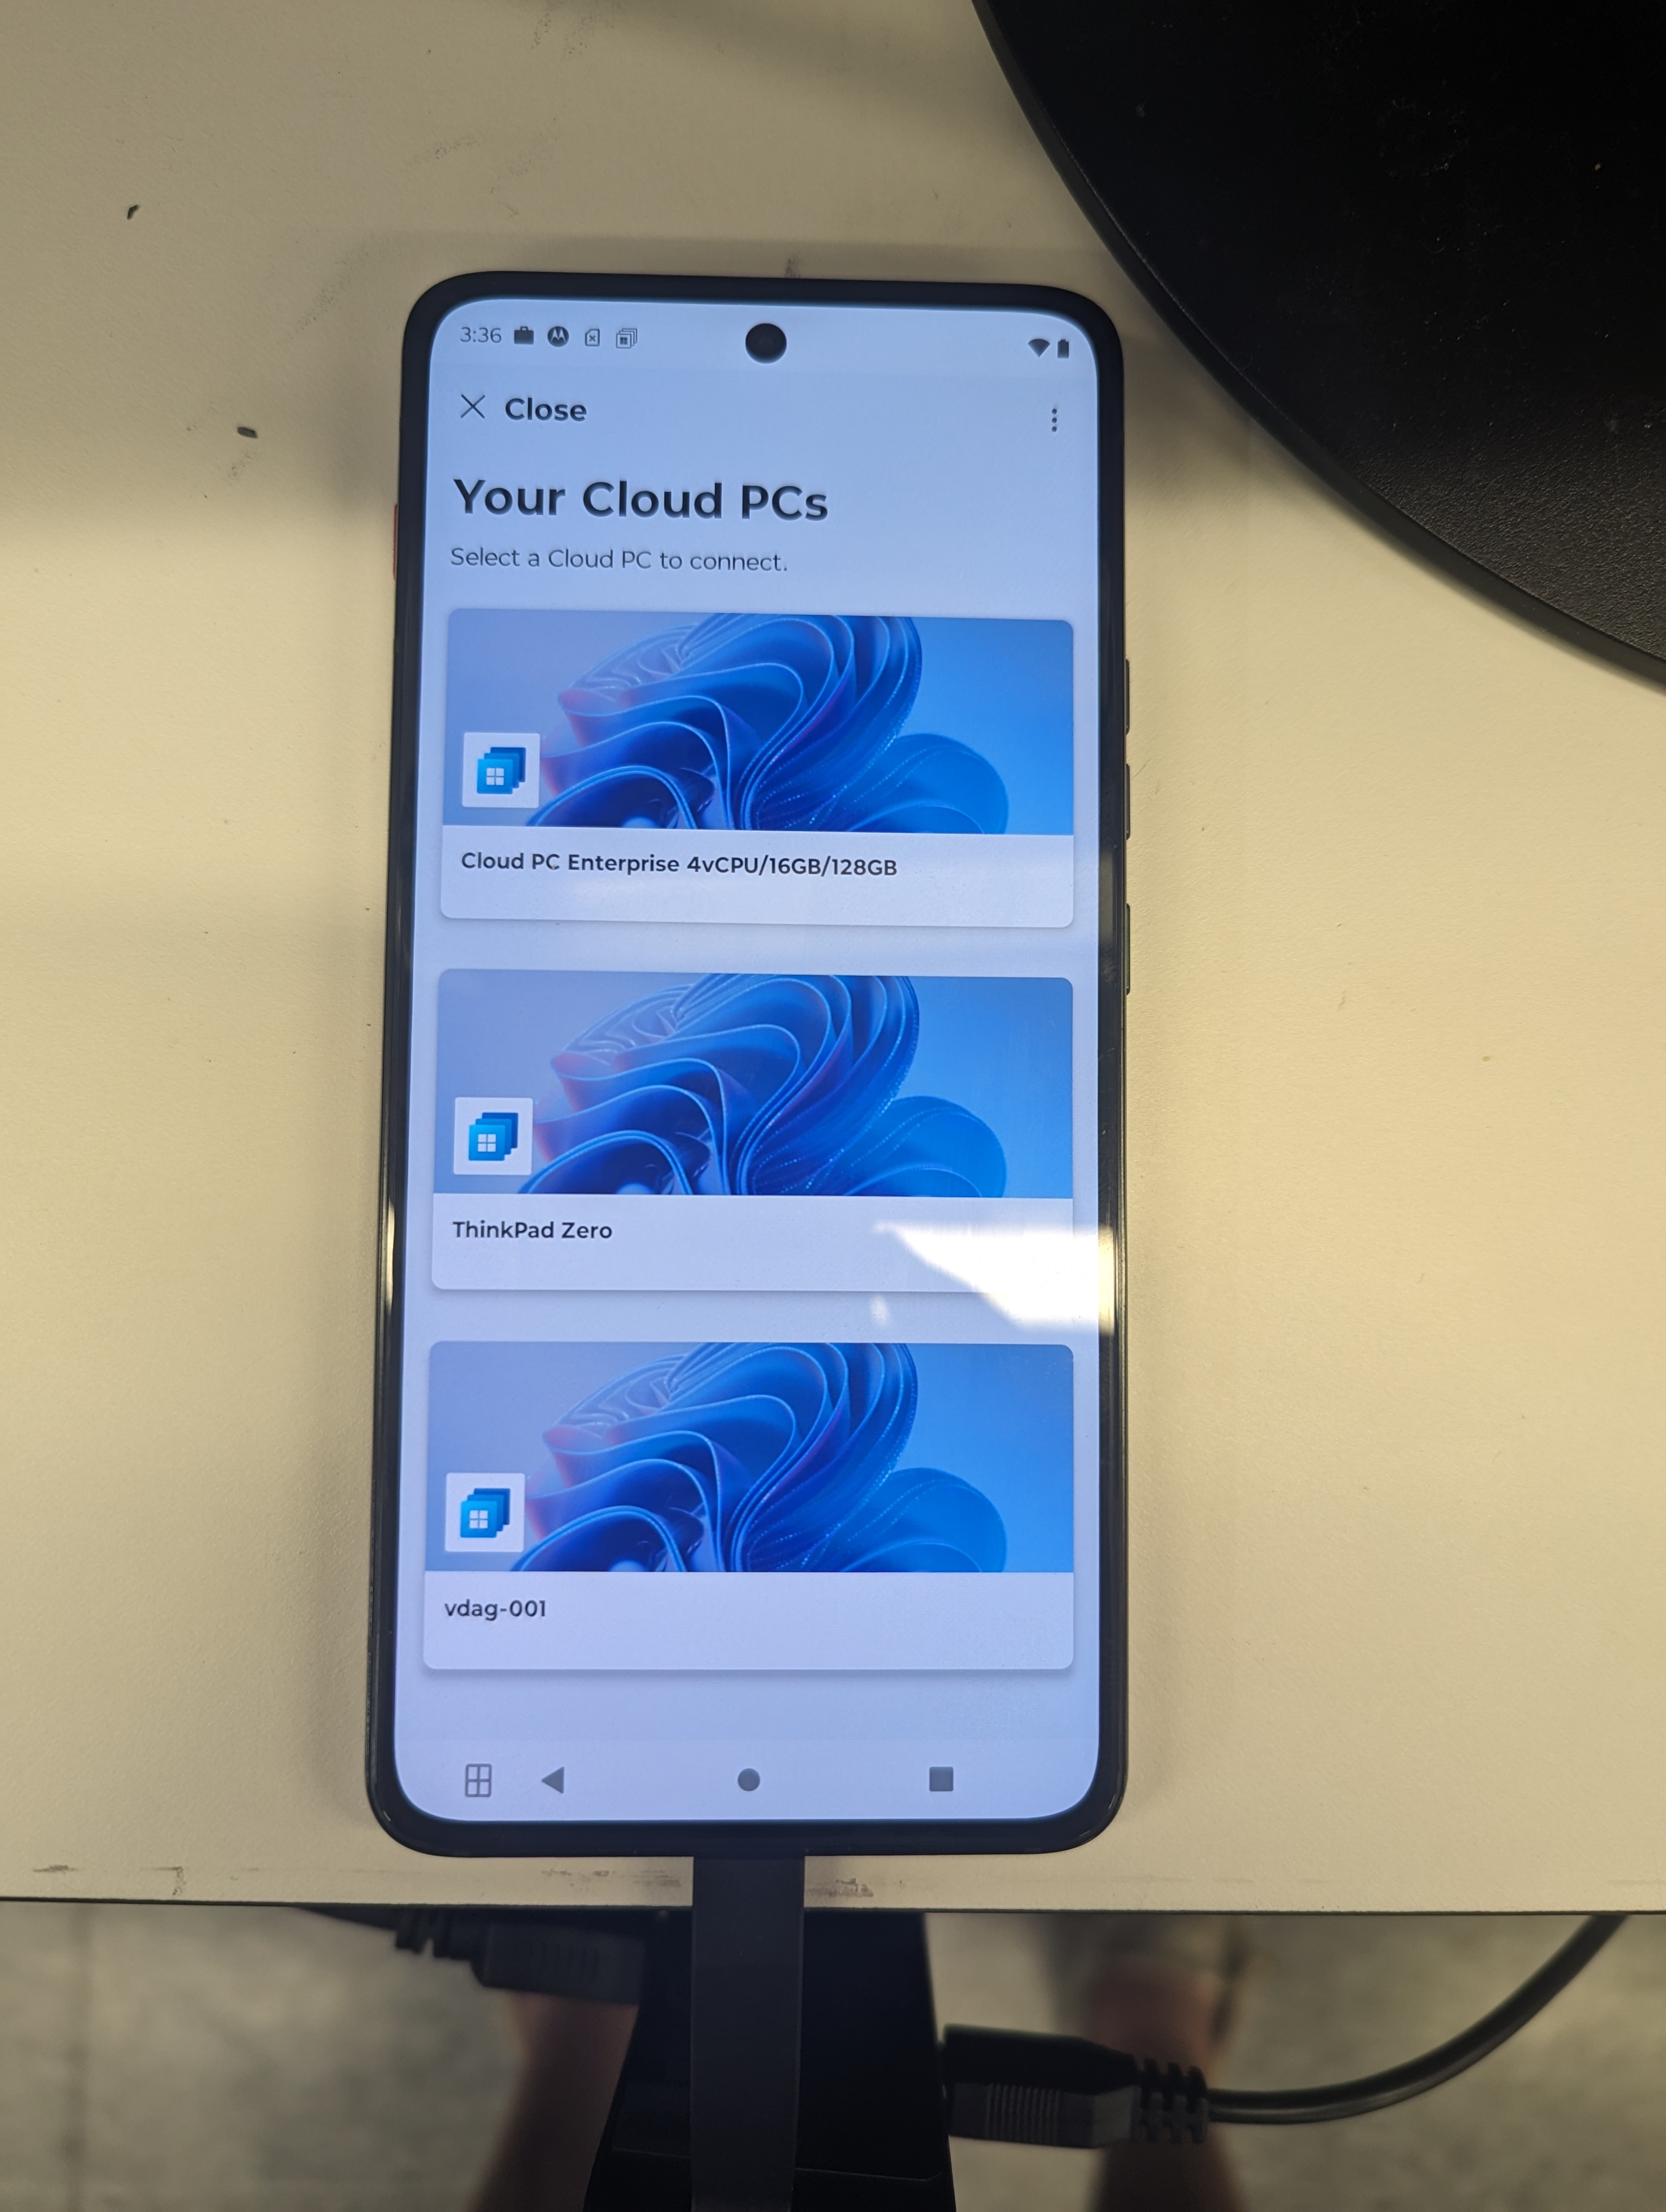 3:36
Close
Your Cloud PCs
Select a Cloud PC to connect.
Cloud PC Enterprise 4vCPU/16GB/128GB
ThinkPad Zero
vdag-001